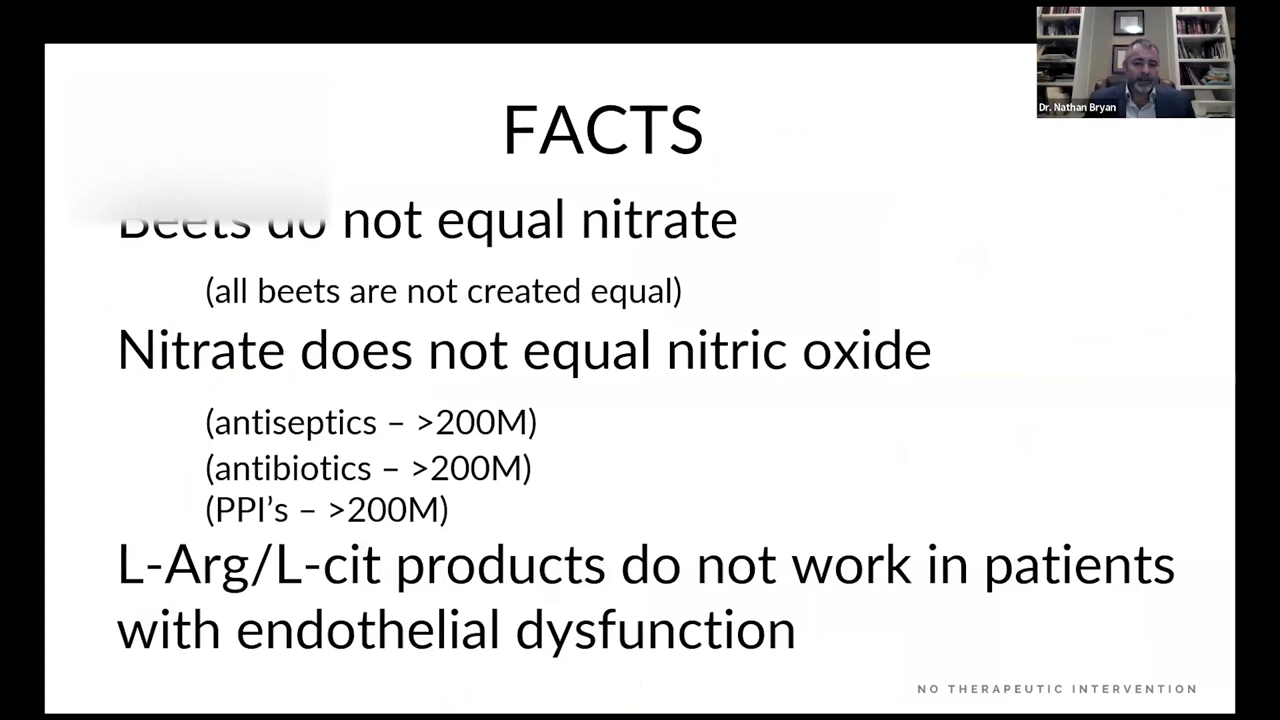 Dr. Nathan Bryan
FACTS
Beets do not equal nitrate
(all beets are not created equal)
Nitrate does not equal nitric oxide
(antiseptics – >200M)
(antibiotics – >200M)
(PPI’s – >200M)
L-Arg/L-cit products do not work in patients
with endothelial dysfunction
NO THERAPEUTIC INTERVENTION